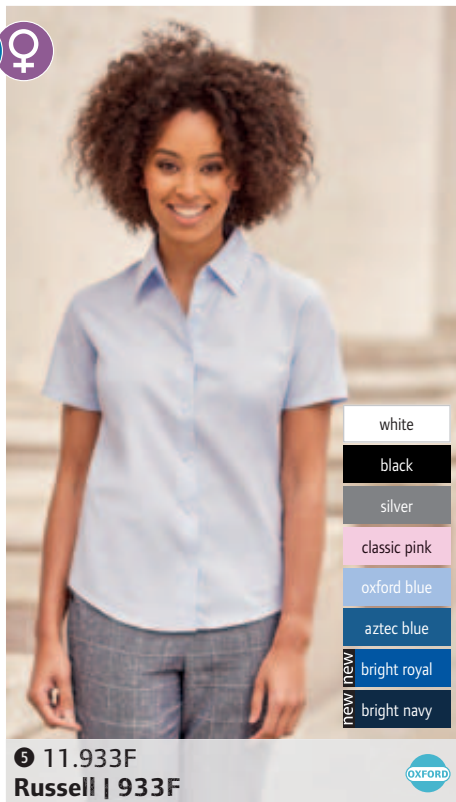 white
black
silver
classic pink
oxford blue
aztec blue
new bright royal
new bright navy
❺ 11.933F
Russell | 933F
OXFORD